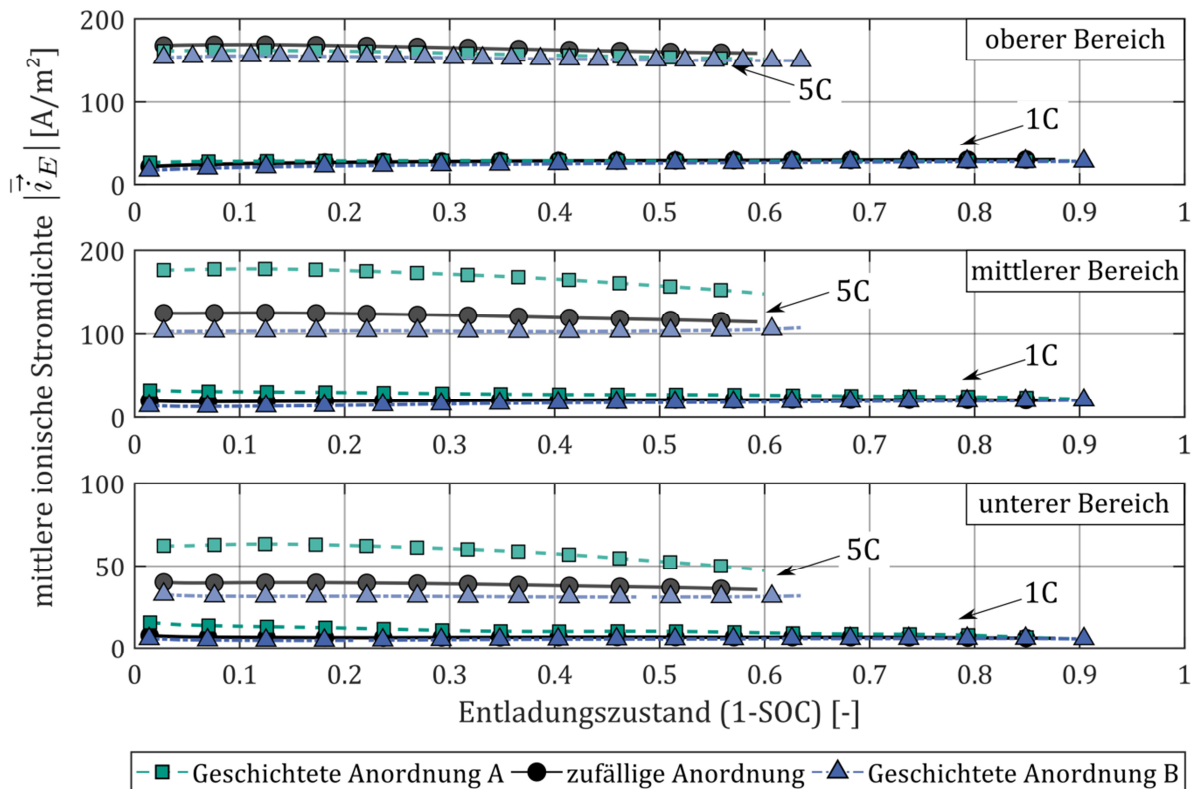 mittlere ionische Stromdichte |i_E| [A/m²]
200
100
0
oberer Bereich
5C
1C
0 0.1 0.2 0.3 0.4 0.5 0.6 0.7 0.8 0.9 1
200
100
0
mittlerer Bereich
5C
1C
0 0.1 0.2 0.3 0.4 0.5 0.6 0.7 0.8 0.9 1
100
50
0
unterer Bereich
5C
1C
0 0.1 0.2 0.3 0.4 0.5 0.6 0.7 0.8 0.9 1
Entladungszustand (1-SOC) [-]
Geschichtete Anordnung A zufällige Anordnung Geschichtete Anordnung B